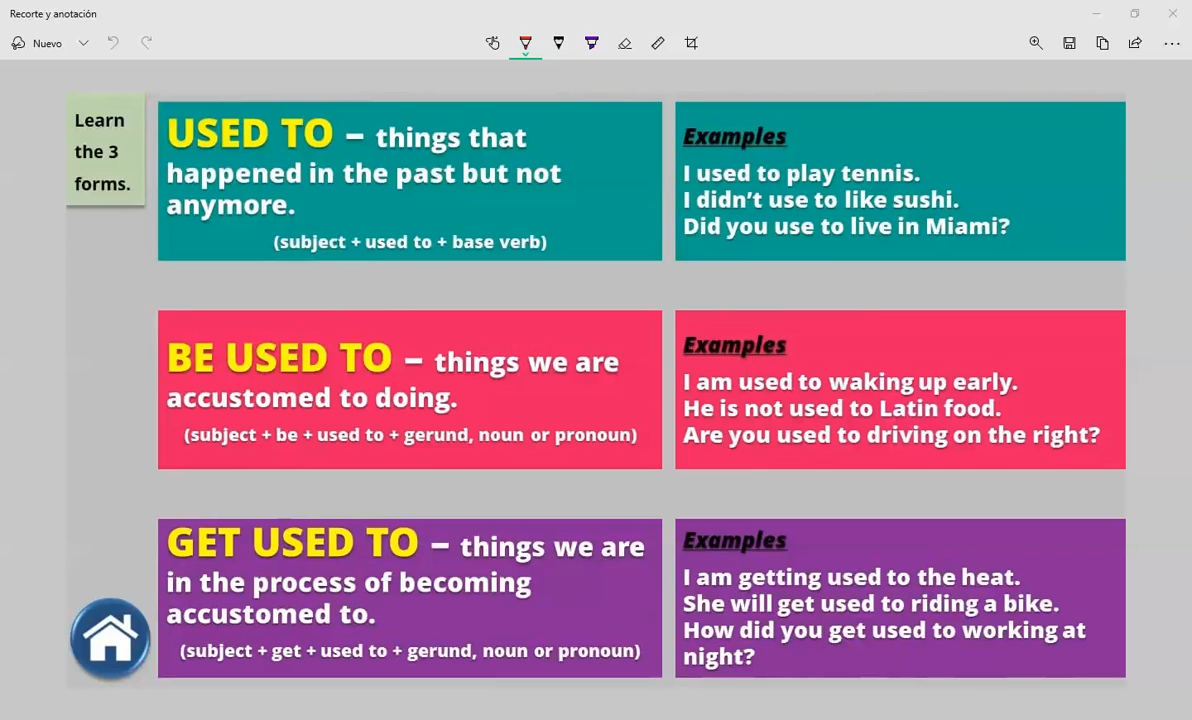 Recorte y anotación
Nuevo
Learn
the 3
forms.
USED TO – things that
happened in the past but not
anymore.
(subject + used to + base verb)
Examples
I used to play tennis.
I didn’t use to like sushi.
Did you use to live in Miami?
BE USED TO – things we are
accustomed to doing.
(subject + be + used to + gerund, noun or pronoun)
Examples
I am used to waking up early.
He is not used to Latin food.
Are you used to driving on the right?
GET USED TO – things we are
in the process of becoming
accustomed to.
(subject + get + used to + gerund, noun or pronoun)
Examples
I am getting used to the heat.
She will get used to riding a bike.
How did you get used to working at
night?